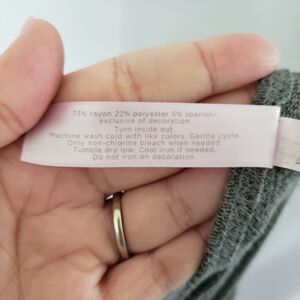 73% rayon 22% polyester 5% spandex
exclusive of decoration
Turn inside out.
Machine wash cold with like colors. Gentle cycle.
Only non-chlorine bleach when needed.
Tumble dry low. Cool iron if needed.
Do not iron on decoration.